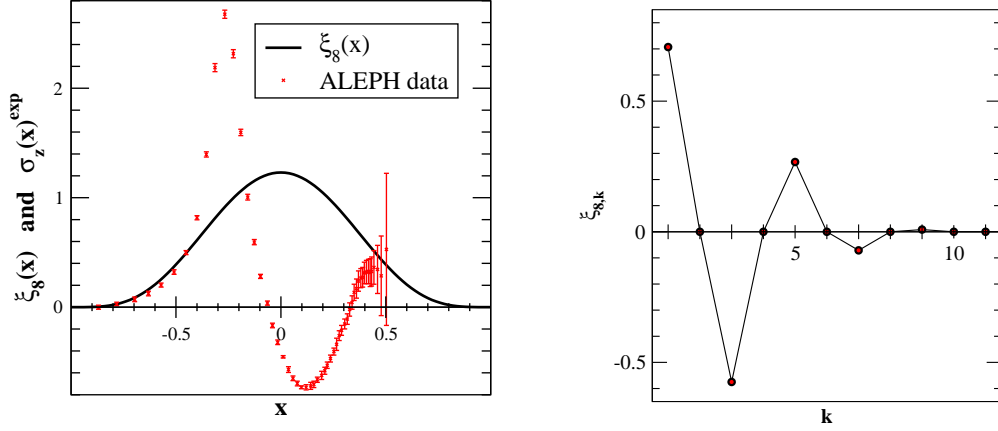 ξ₈(x) and σ_z(x)^exp
2
1
0
-0.5
0
0.5
x
ξ₈(x)
ALEPH data
ξ₈,ₖ
0.5
0
-0.5
5
10
k